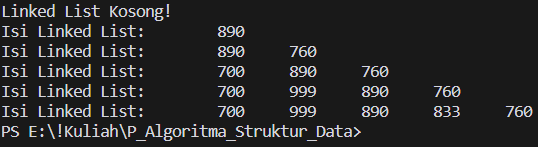 Linked List Kosong!
Isi Linked List:        890
Isi Linked List:        890     760
Isi Linked List:        700     890     760
Isi Linked List:        700     999     890     760
Isi Linked List:        700     999     890     833     760
PS E:\!Kuliah\P_Algoritma_Struktur_Data>